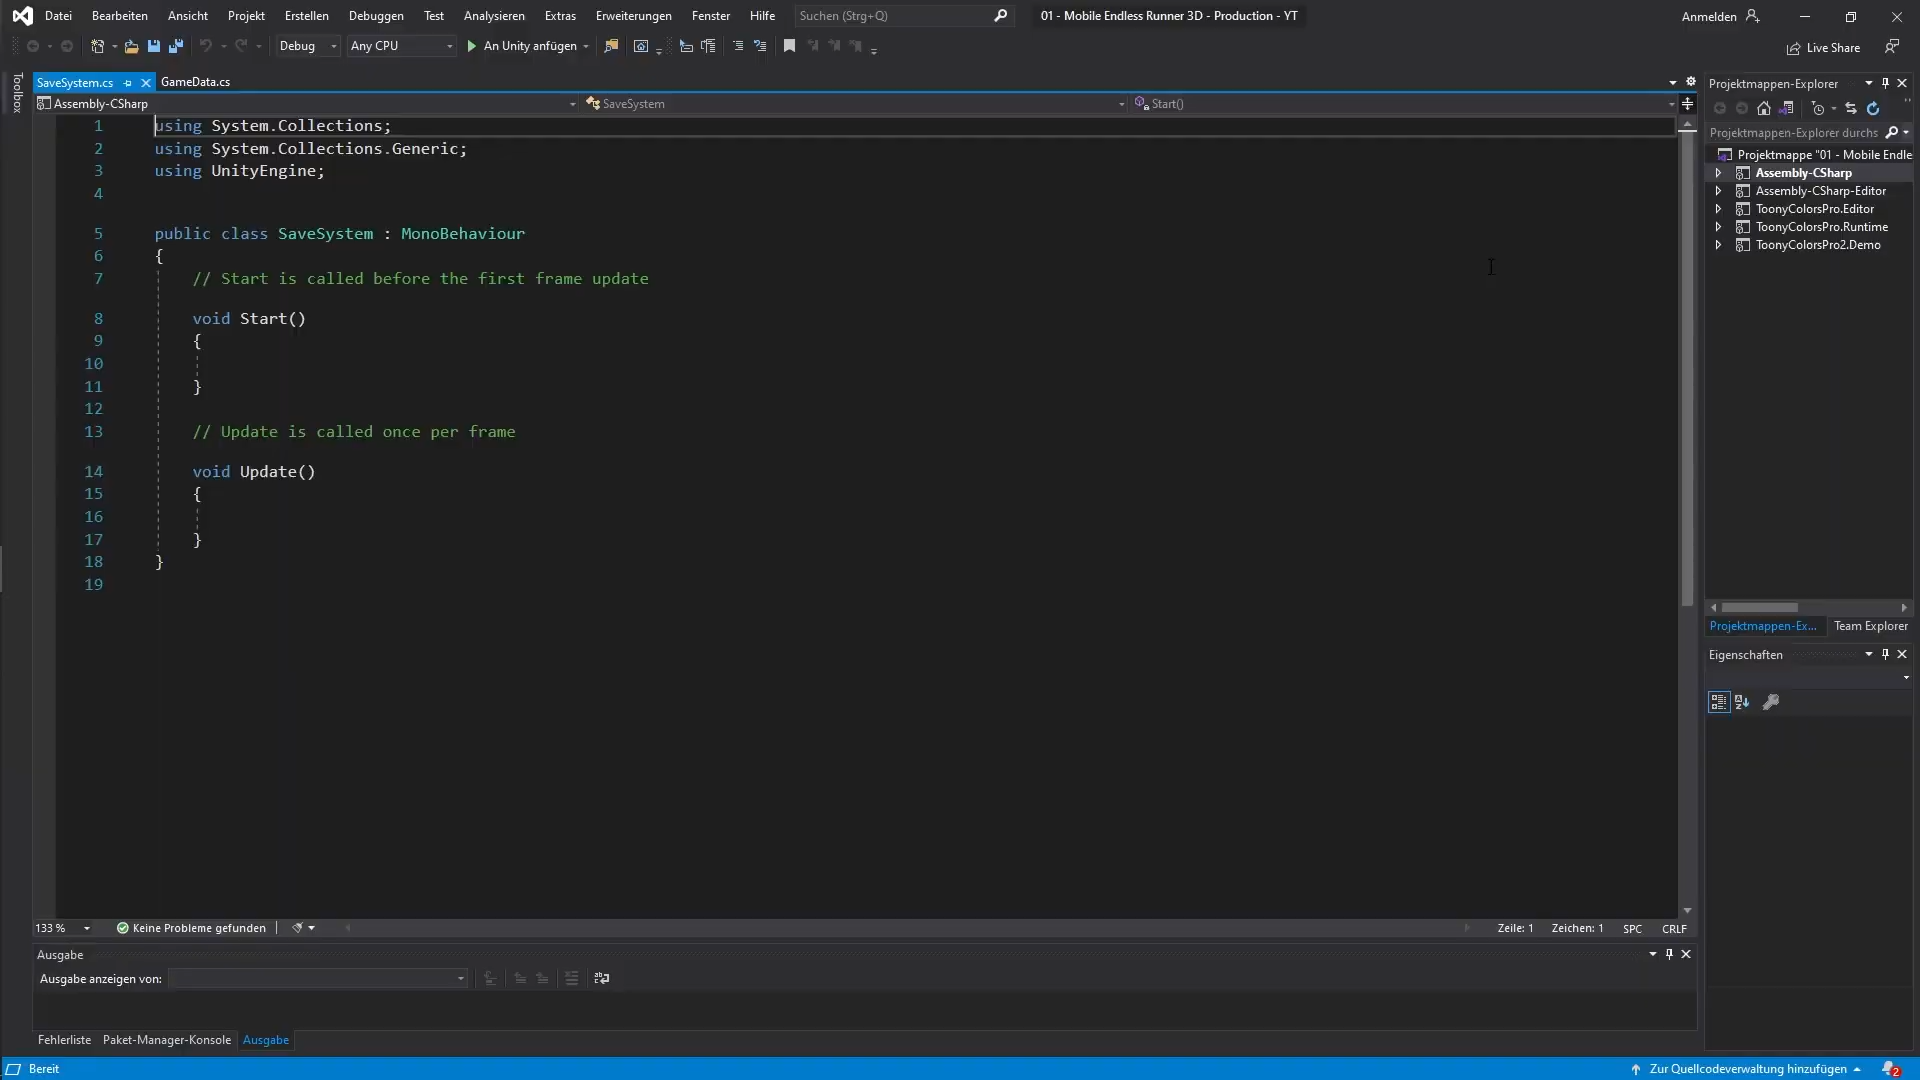 Datei Bearbeiten Ansicht Projekt Erstellen Debuggen Test Analysieren Extras Erweiterungen Fenster Hilfe Suchen (Strg+Q) 01 - Mobile Endless Runner 3D - Production - YT Anmelden
Debug Any CPU An Unity anfügen Live Share
Toolbox
SaveSystem.cs GameData.cs
Assembly-CSharp SaveSystem Start()
1 using System.Collections;
2 using System.Collections.Generic;
3 using UnityEngine;
4
5 public class SaveSystem : MonoBehaviour
6 {
7 // Start is called before the first frame update
8 void Start()
9 {
10
11 }
12
13 // Update is called once per frame
14 void Update()
15 {
16
17 }
18 }
19
133 % Keine Probleme gefunden Zeile: 1 Zeichen: 1 SPC CRLF
Ausgabe
Ausgabe anzeigen von:
Fehlerliste Paket-Manager-Konsole Ausgabe
Projektmappen-Explorer
Projektmappen-Explorer durchs
Projektmappe "01 - Mobile Endle
Assembly-CSharp
Assembly-CSharp-Editor
ToonyColorsPro.Editor
ToonyColorsPro.Runtime
ToonyColorsPro2.Demo
Projektmappen-Ex... Team Explorer
Eigenschaften
Bereit Zur Quellcodeverwaltung hinzufügen 2